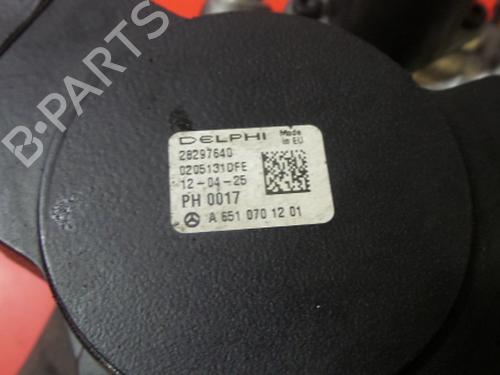 B-PARTS
DELPHI Made in EU
28297640
0205131DFE
12-04-25
PH 0017
A 651 070 12 01